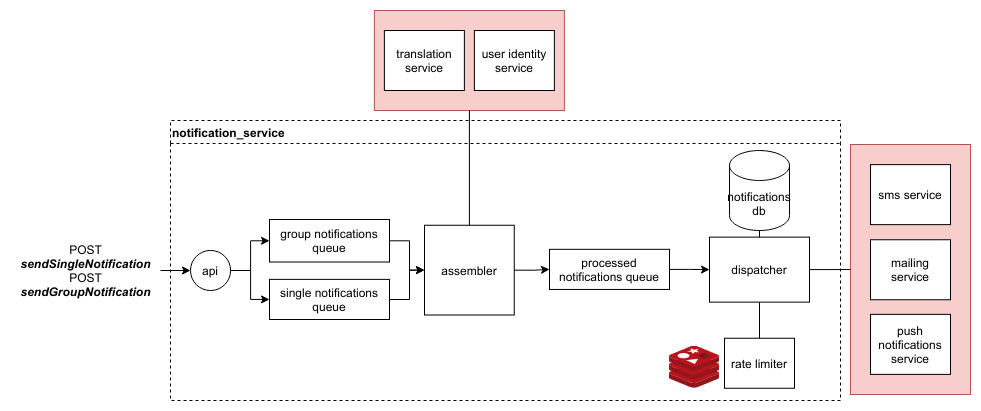 translation
service
user identity
service
notification_service
notifications
db
sms service
group notifications
queue
POST
sendSingleNotification
POST
sendGroupNotification
api
assembler
processed
notifications queue
dispatcher
mailing
service
single notifications
queue
push
notifications
service
rate limiter